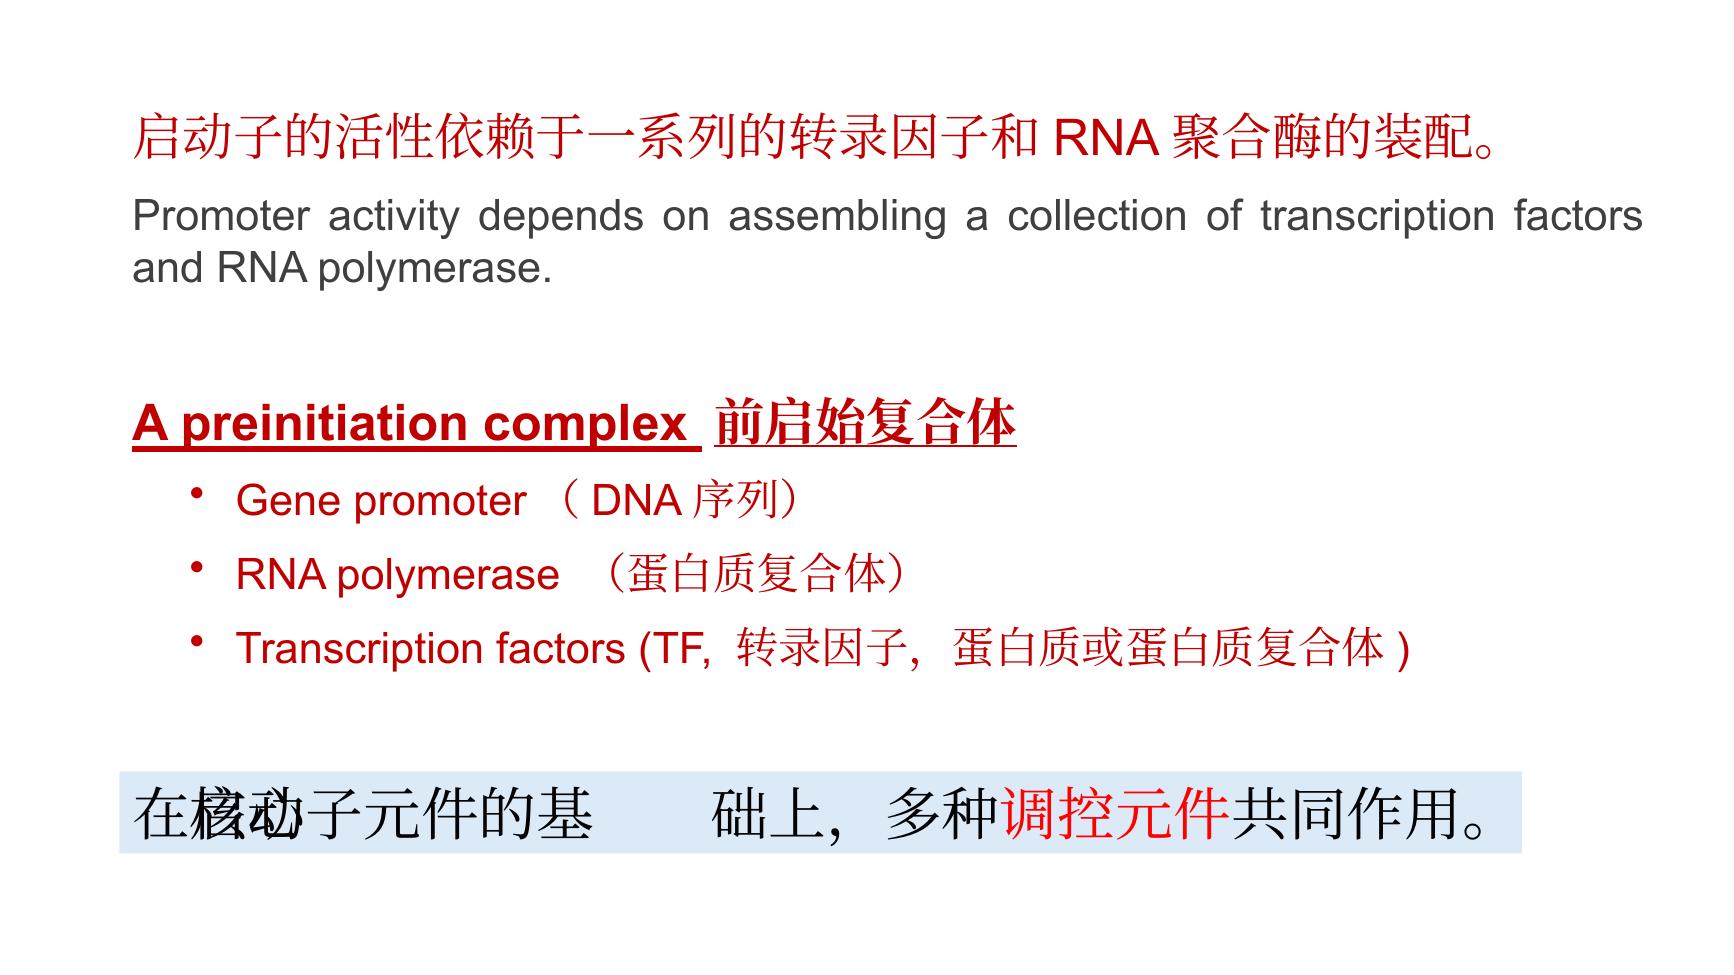 启动子的活性依赖于一系列的转录因子和 RNA 聚合酶的装配。
Promoter activity depends on assembling a collection of transcription factors
and RNA polymerase.
A preinitiation complex 前启始复合体
• Gene promoter （ DNA 序列）
• RNA polymerase （蛋白质复合体）
• Transcription factors (TF, 转录因子，蛋白质或蛋白质复合体 )
在核心启动子元件的基 础上，多种调控元件共同作用。